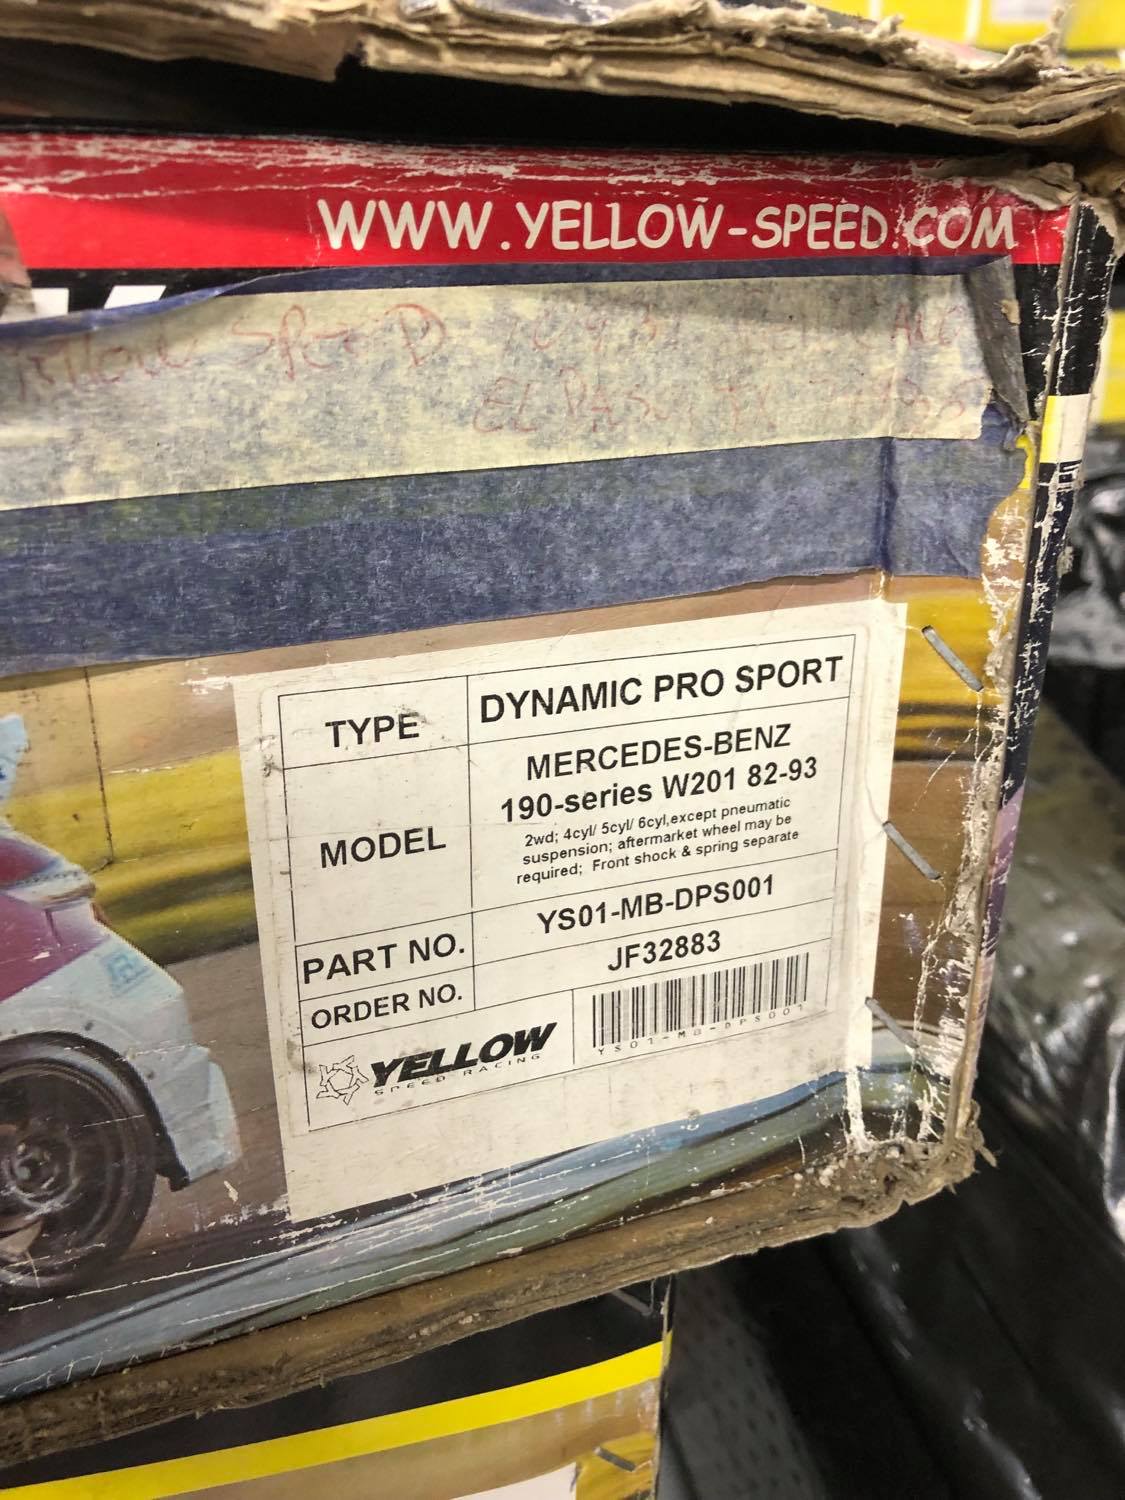 WWW.YELLOW-SPEED.COM
Yellow SpeeD
EL PASO, TX
TYPE
DYNAMIC PRO SPORT
MODEL
MERCEDES-BENZ
190-series W201 82-93
2wd; 4cyl/ 5cyl/ 6cyl,except pneumatic
suspension; aftermarket wheel may be
required; Front shock & spring separate
PART NO.
YS01-MB-DPS001
ORDER NO.
JF32883
YELLOW
SPEED RACING
YS01-MB-DPS001